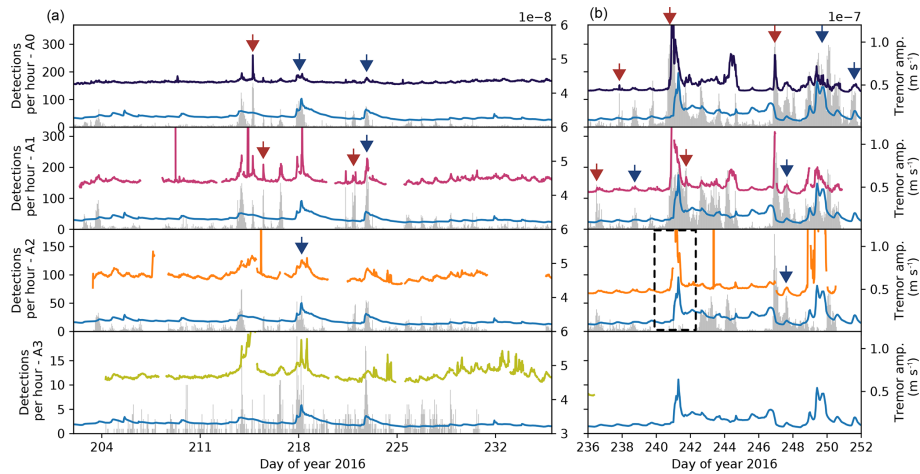 (a)
1e−8
(b)
1e−7
Detections
per hour - A0
300
200
100
0
6
5
4
6
1.0
0.5
Tremor amp.
(m s⁻¹)
Detections
per hour - A1
300
200
100
0
5
4
6
1.0
0.5
Tremor amp.
(m s⁻¹)
Detections
per hour - A2
150
100
50
0
5
4
6
1.0
0.5
Tremor amp.
(m s⁻¹)
Detections
per hour - A3
15
10
5
0
5
4
3
1.0
0.5
Tremor amp.
(m s⁻¹)
204 211 218 225 232
236 238 240 242 244 246 248 250 252
Day of year 2016
Day of year 2016